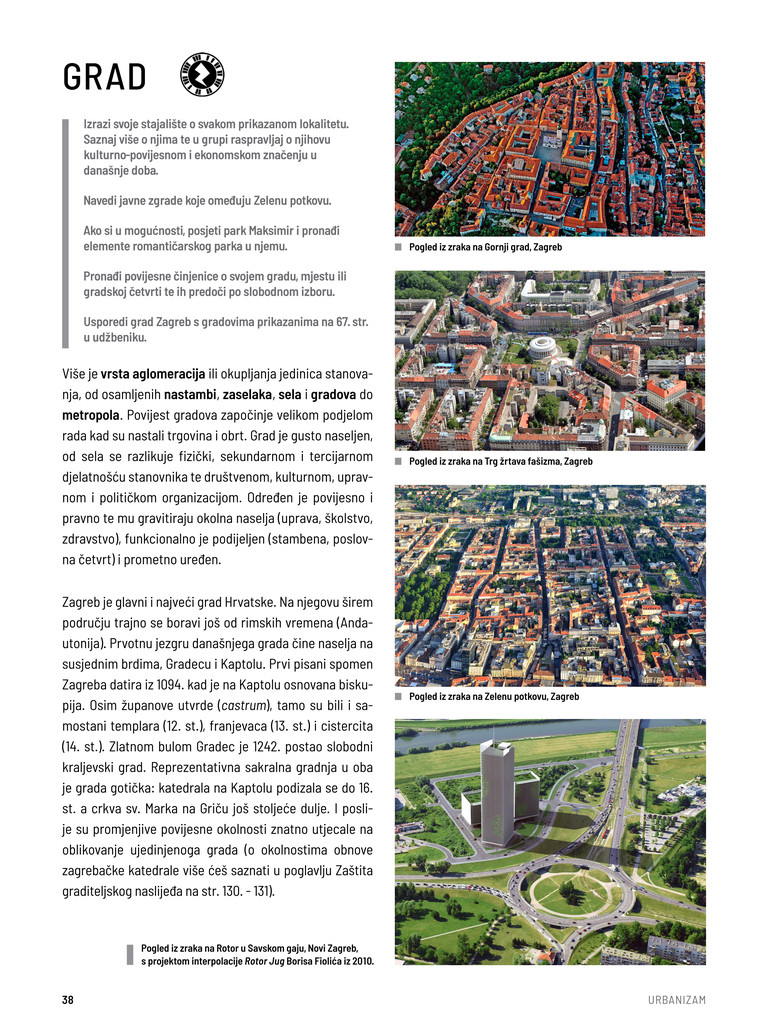 GRAD
Izrazi svoje stajalište o svakom prikazanom lokalitetu.
Saznaj više o njima te u grupi raspravljaj o njihovu
kulturno-povijesnom i ekonomskom značenju u
današnje doba.
Navedi javne zgrade koje omeđuju Zelenu potkovu.
Ako si u mogućnosti, posjeti park Maksimir i pronađi
elemente romantičarskog parka u njemu.
Pronađi povijesne činjenice o svojem gradu, mjestu ili
gradskoj četvrti te ih predoči po slobodnom izboru.
Usporedi grad Zagreb s gradovima prikazanima na 67. str.
u udžbeniku.
Više je vrsta aglomeracija ili okupljanja jedinica stanova-
nja, od osamljenih nastambi, zaselaka, sela i gradova do
metropola. Povijest gradova započinje velikom podjelom
rada kad su nastali trgovina i obrt. Grad je gusto naseljen,
od sela se razlikuje fizički, sekundarnom i tercijarnom
djelatnošću stanovnika te društvenom, kulturnom, uprav-
nom i političkom organizacijom. Određen je povijesno i
pravno te mu gravitiraju okolna naselja (uprava, školstvo,
zdravstvo), funkcionalno je podijeljen (stambena, poslov-
na četvrt) i prometno uređen.
Zagreb je glavni i najveći grad Hrvatske. Na njegovu širem
području trajno se boravi još od rimskih vremena (Anda-
utonija). Prvotnu jezgru današnjega grada čine naselja na
susjednim brdima, Gradecu i Kaptolu. Prvi pisani spomen
Zagreba datira iz 1094. kad je na Kaptolu osnovana bisku-
pija. Osim županove utvrde (castrum), tamo su bili i sa-
mostani templara (12. st.), franjevaca (13. st.) i cistercita
(14. st.). Zlatnom bulom Gradec je 1242. postao slobodni
kraljevski grad. Reprezentativna sakralna gradnja u oba
je grada gotička: katedrala na Kaptolu podizala se do 16.
st. a crkva sv. Marka na Griču još stoljeće dulje. I posli-
je su promjenjive povijesne okolnosti znatno utjecale na
oblikovanje ujedinjenoga grada (o okolnostima obnove
zagrebačke katedrale više ćeš saznati u poglavlju Zaštita
graditeljskog naslijeđa na str. 130. - 131).
Pogled iz zraka na Gornji grad, Zagreb
Pogled iz zraka na Trg žrtava fašizma, Zagreb
Pogled iz zraka na Zelenu potkovu, Zagreb
Pogled iz zraka na Rotor u Savskom gaju, Novi Zagreb,
s projektom interpolacije Rotor Jug Borisa Fiolića iz 2010.
38
URBANIZAM